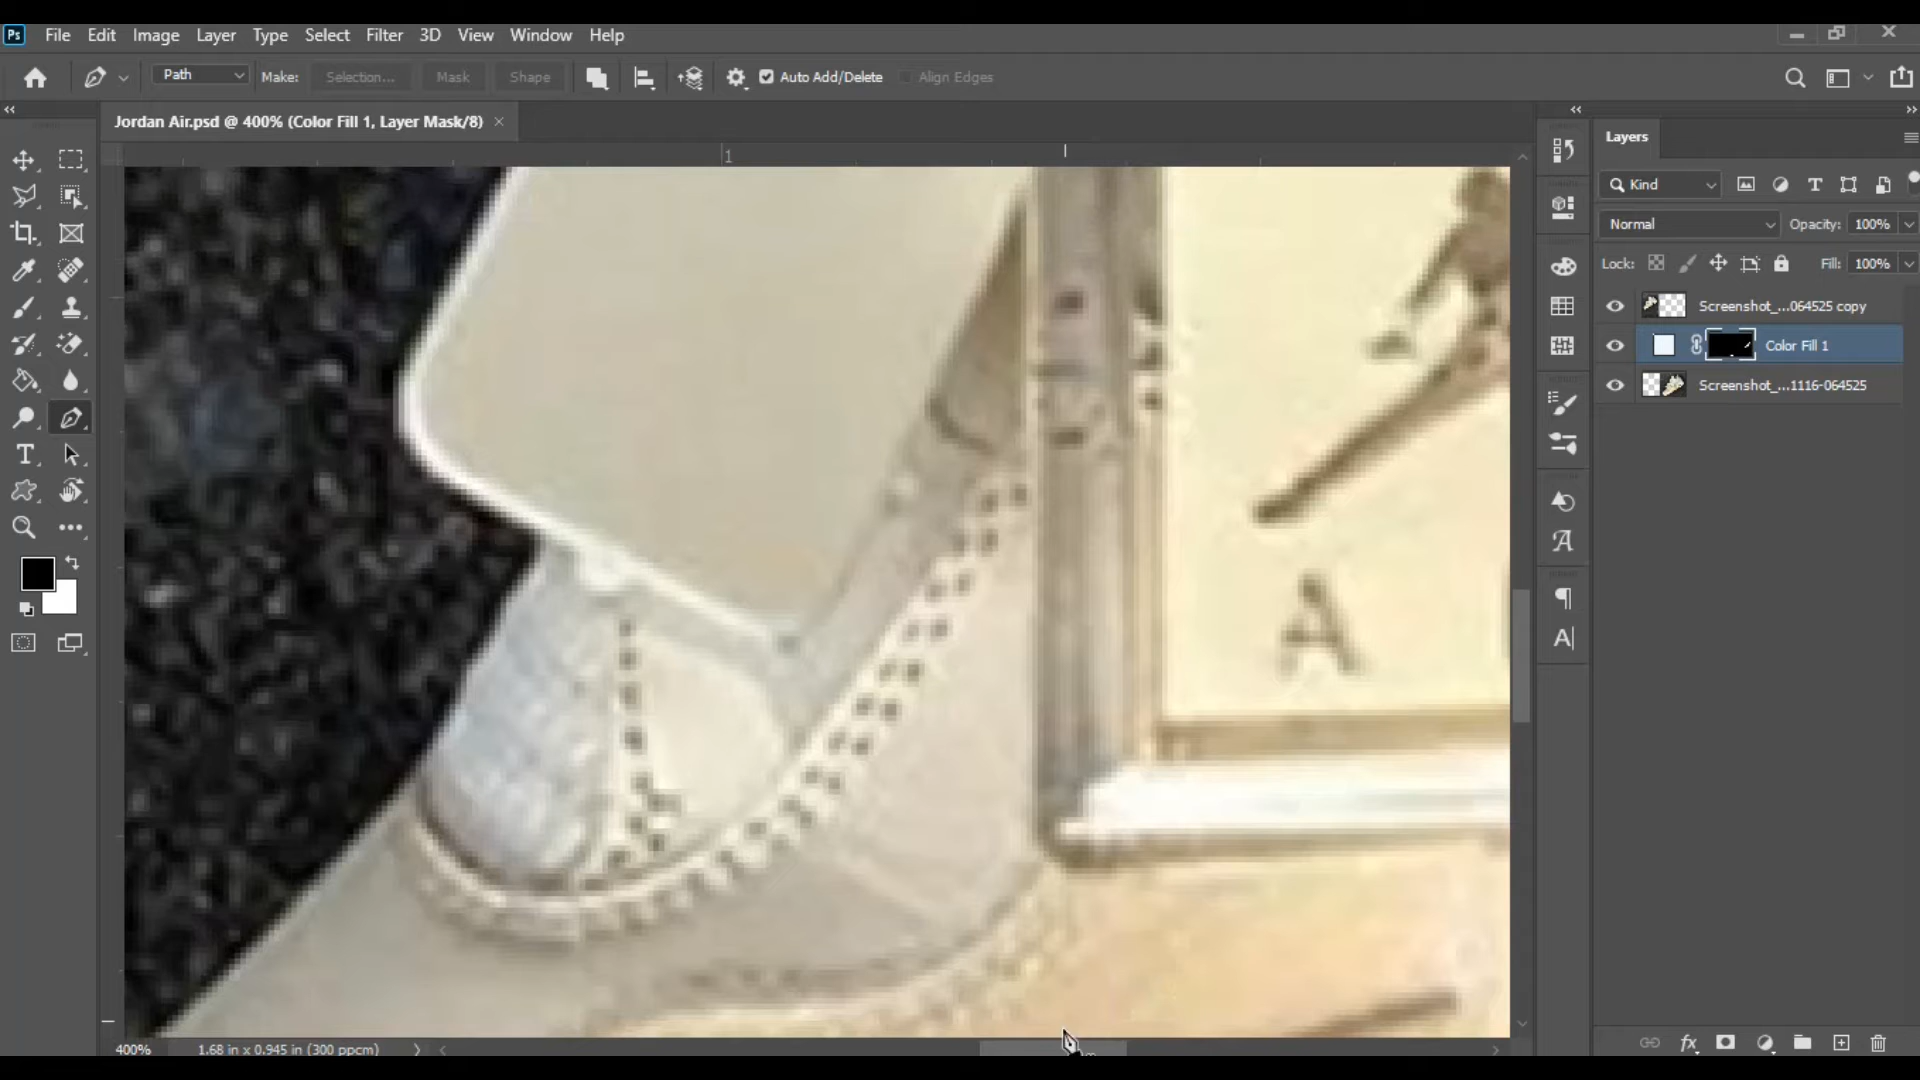 Ps File Edit Image Layer Type Select Filter 3D View Window Help
Path Make: Selection... Mask Shape Auto Add/Delete Align Edges
Jordan Air.psd @ 400% (Color Fill 1, Layer Mask/8) ×
1
Layers
Kind
Normal Opacity: 100%
Lock: Fill: 100%
Screenshot_...064525 copy
Color Fill 1
Screenshot_...1116-064525
A
400% 1.68 in x 0.945 in (300 ppcm)